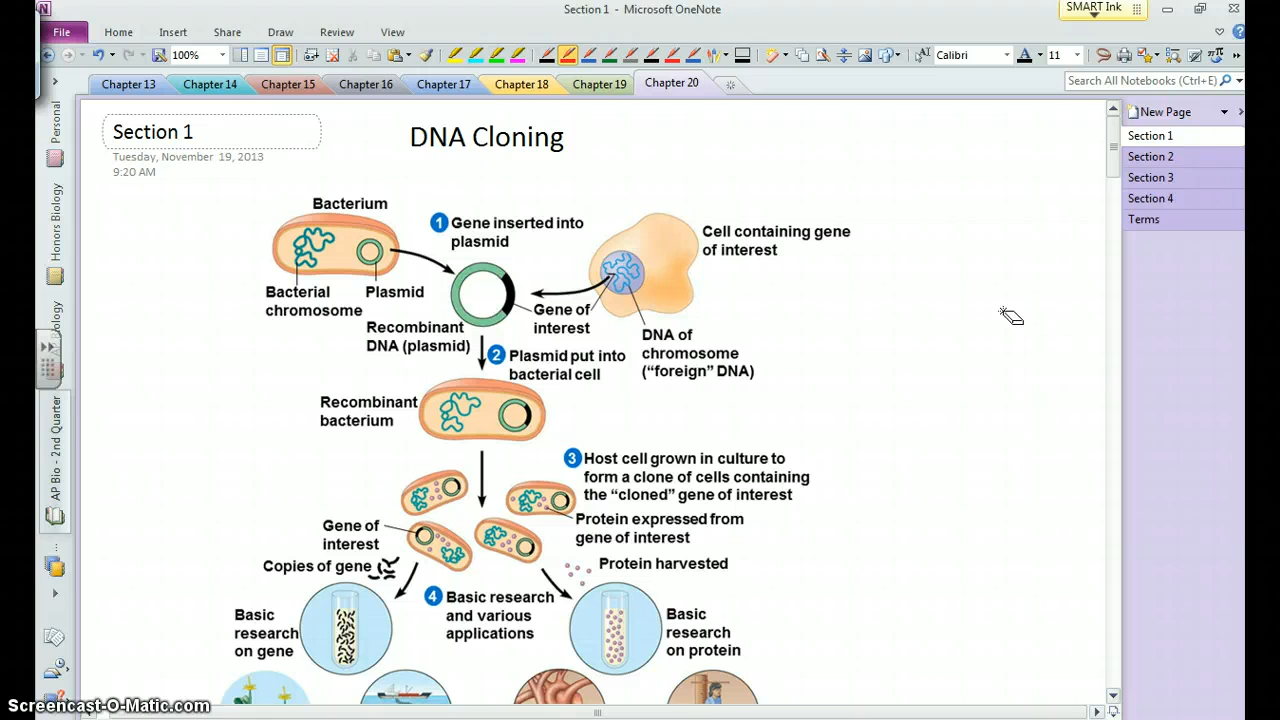 Section 1 - Microsoft OneNote
SMART Ink
File Home Insert Share Draw Review View
100%
Calibri
11
Chapter 13
Chapter 14
Chapter 15
Chapter 16
Chapter 17
Chapter 18
Chapter 19
Chapter 20
Search All Notebooks (Ctrl+E)
Personal
Honors Biology
AP Bio - 2nd Quarter
New Page
Section 1
Section 2
Section 3
Section 4
Terms
Section 1
Tuesday, November 19, 2013
9:20 AM
DNA Cloning
Bacterium
1 Gene inserted into
plasmid
Cell containing gene
of interest
Bacterial
chromosome
Plasmid
Gene of
interest
Recombinant
DNA (plasmid)
DNA of
chromosome
("foreign" DNA)
2 Plasmid put into
bacterial cell
Recombinant
bacterium
3 Host cell grown in culture to
form a clone of cells containing
the "cloned" gene of interest
Gene of
interest
Protein expressed from
gene of interest
Copies of gene
Protein harvested
4 Basic research
and various
applications
Basic
research
on gene
Basic
research
on protein
Screencast-O-Matic.com